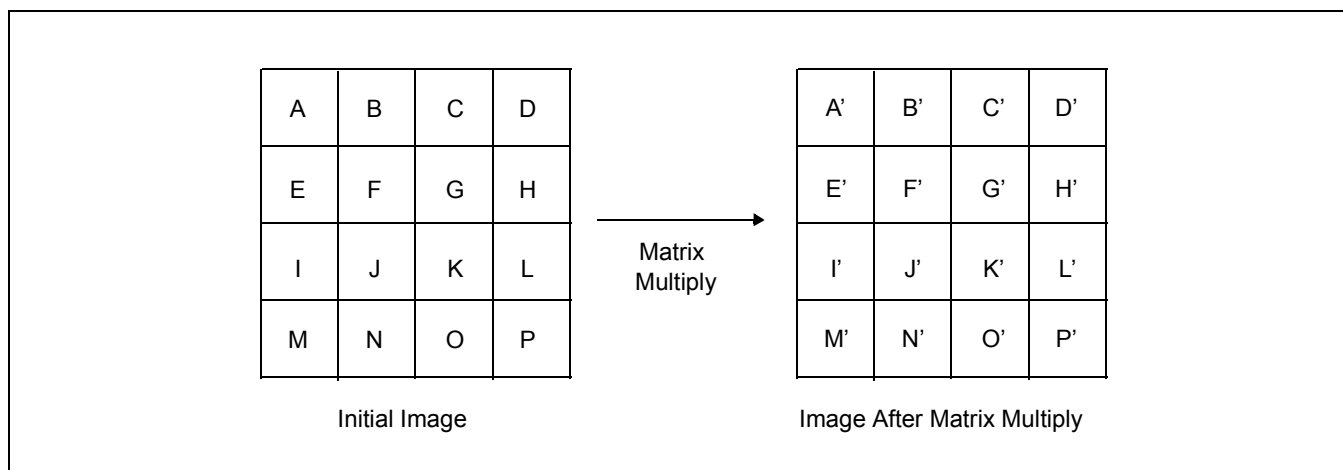 A B C D
E F G H
I J K L
M N O P
Initial Image
Matrix
Multiply
A’ B’ C’ D’
E’ F’ G’ H’
I’ J’ K’ L’
M’ N’ O’ P’
Image After Matrix Multiply